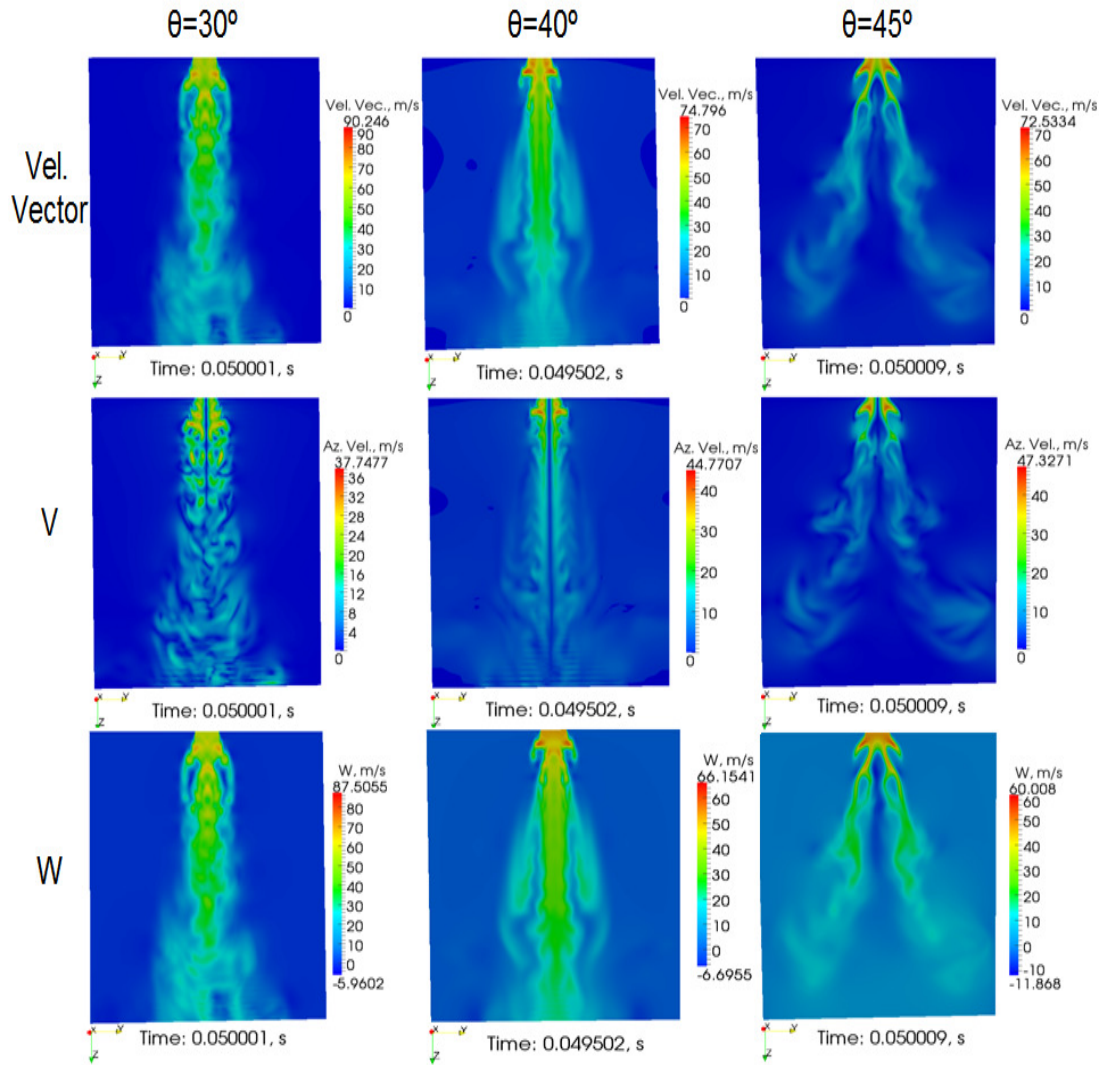 θ=30º θ=40º θ=45º
Vel.
Vector
Vel. Vec., m/s
90.246
90
80
70
60
50
40
30
20
10
0
X Y
Z
Time: 0.050001, s
Vel. Vec., m/s
74.796
70
60
50
40
30
20
10
0
X Y
Z
Time: 0.049502, s
Vel. Vec., m/s
72.5334
70
60
50
40
30
20
10
0
X Y
Z
Time: 0.050009, s
V
Az. Vel., m/s
37.7477
36
32
28
24
20
16
12
8
4
0
X Y
Z
Time: 0.050001, s
Az. Vel., m/s
44.7707
40
30
20
10
0
X Y
Z
Time: 0.049502, s
Az. Vel., m/s
47.3271
40
30
20
10
0
X Y
Z
Time: 0.050009, s
W
W, m/s
87.5055
80
70
60
50
40
30
20
10
0
-5.9602
X Y
Z
Time: 0.050001, s
W, m/s
66.1541
60
50
40
30
20
10
0
-6.6955
X Y
Z
Time: 0.049502, s
W, m/s
60.008
60
50
40
30
20
10
0
-10
-11.868
X Y
Z
Time: 0.050009, s